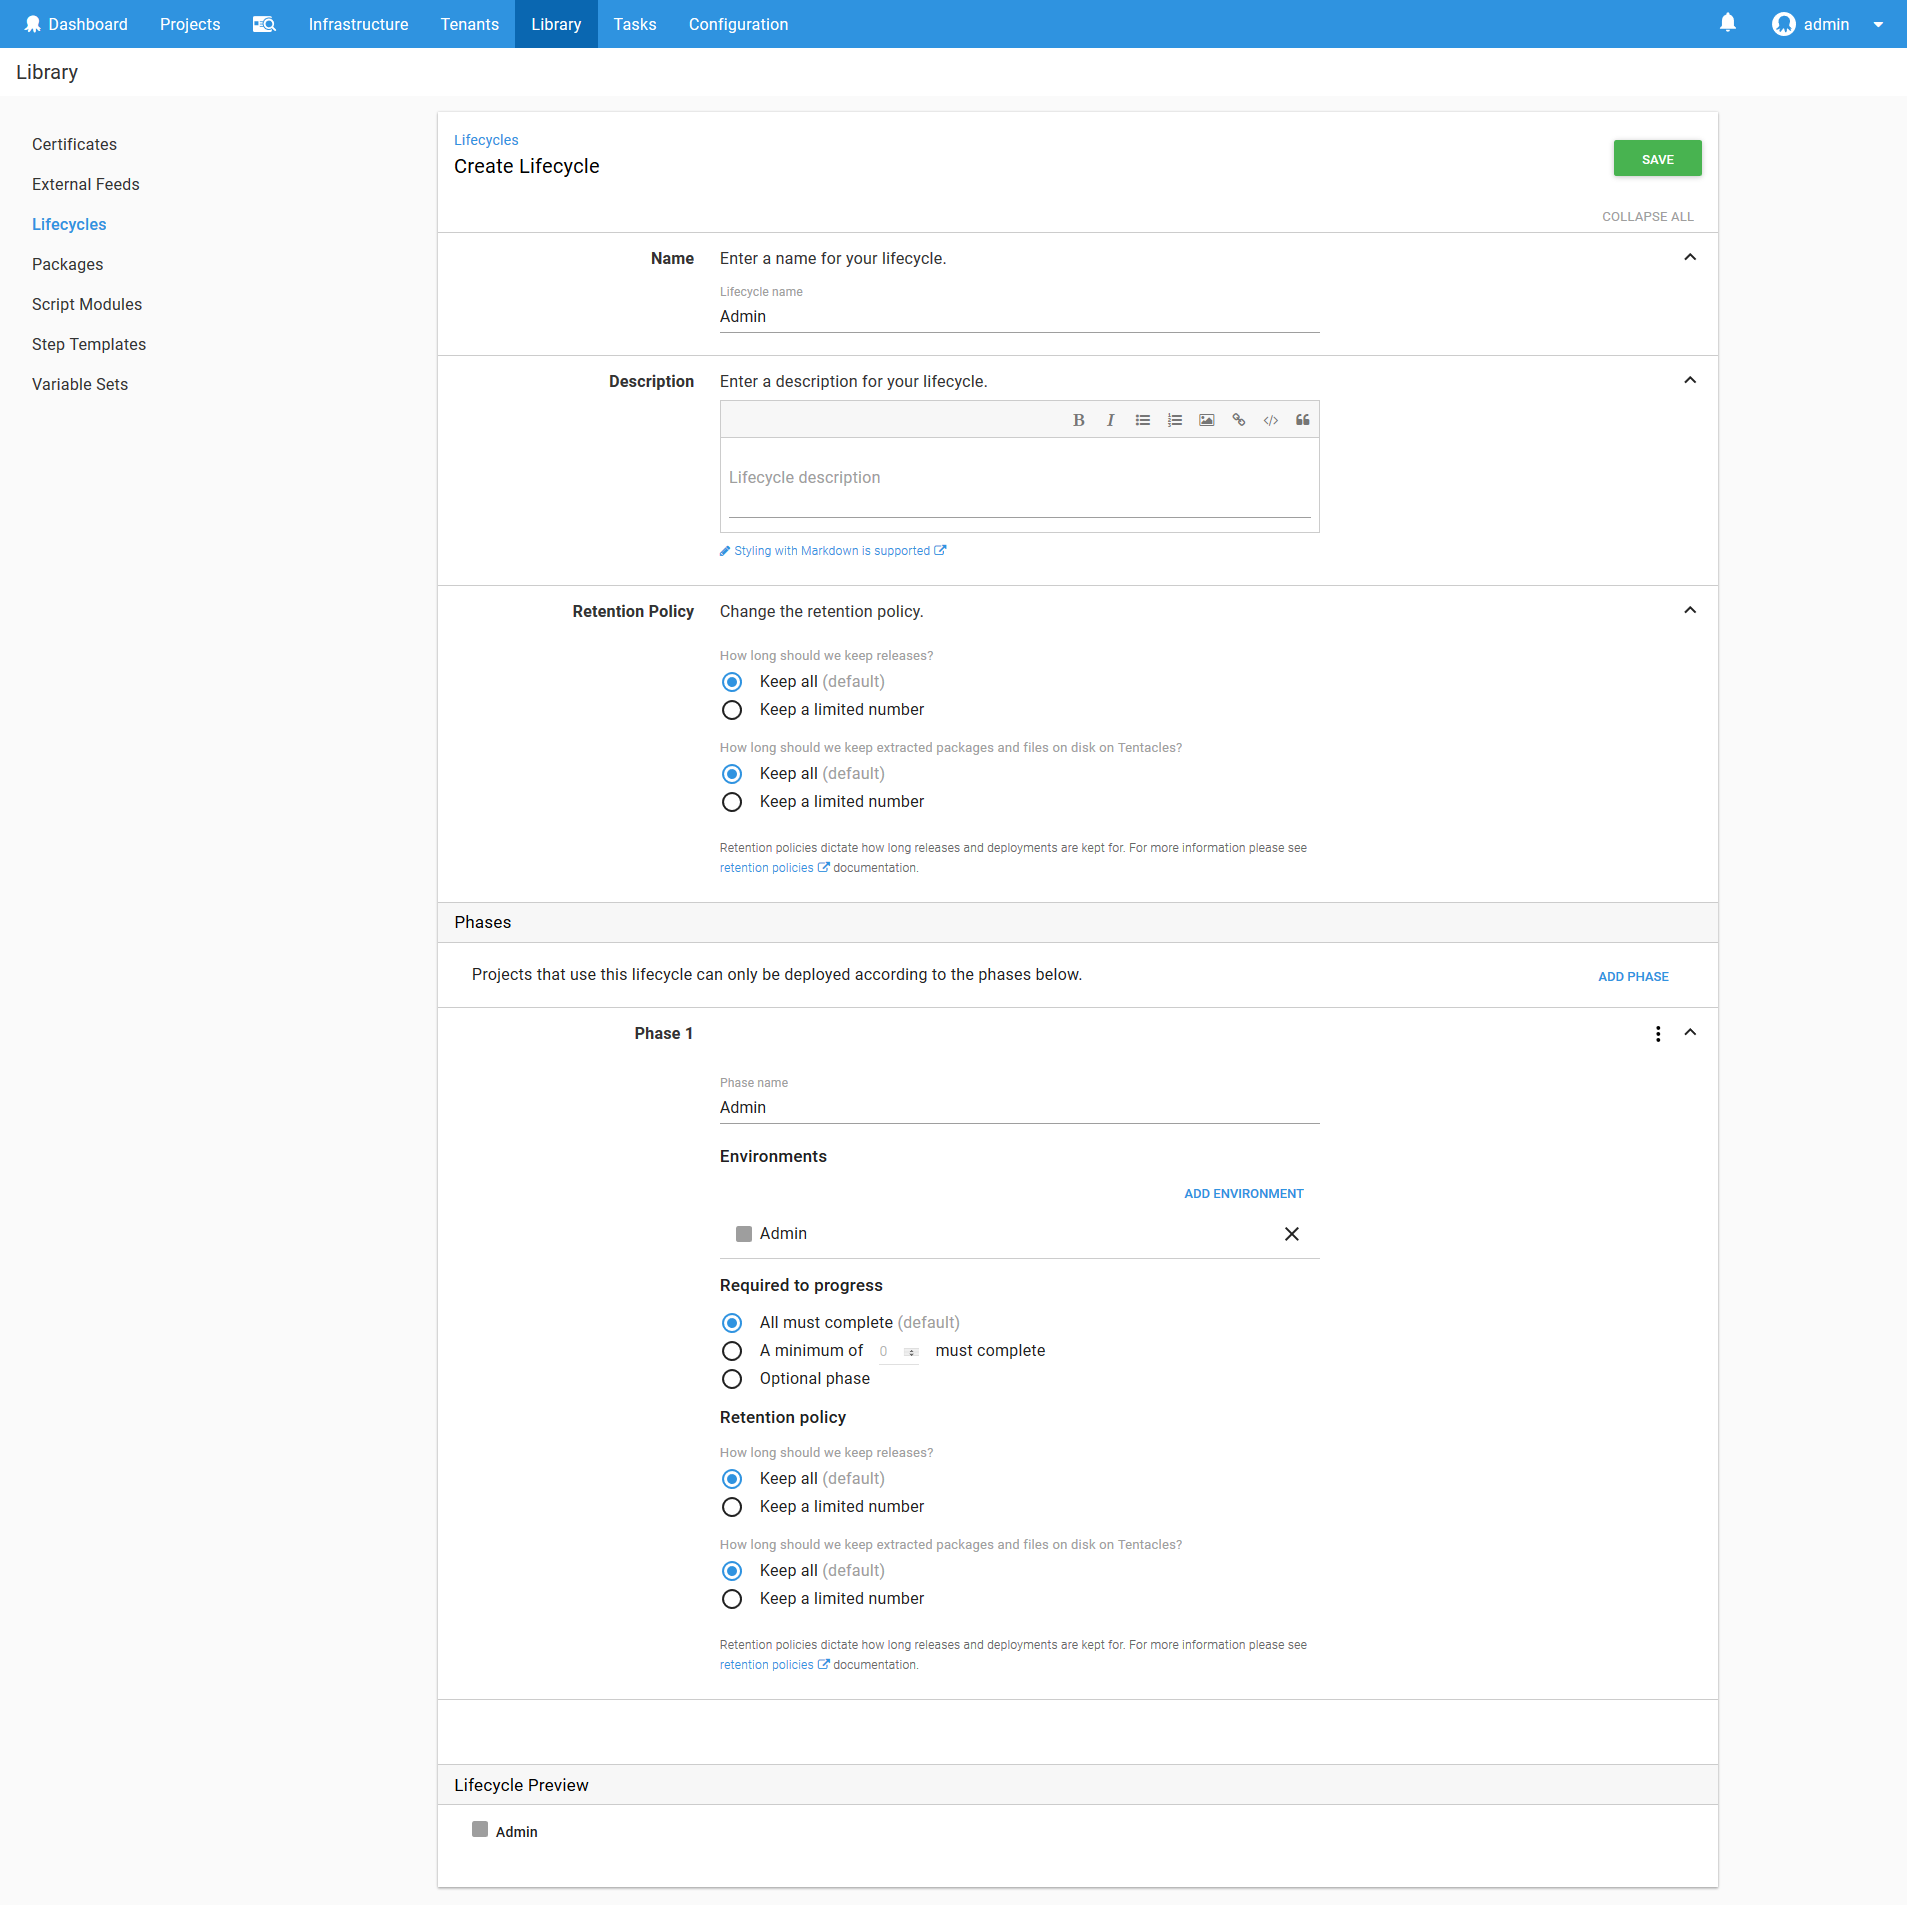 Dashboard Projects Infrastructure Tenants Library Tasks Configuration admin
Library
Certificates
External Feeds
Lifecycles
Packages
Script Modules
Step Templates
Variable Sets
Lifecycles
Create Lifecycle
SAVE
COLLAPSE ALL
Name Enter a name for your lifecycle.
Lifecycle name
Admin
Description Enter a description for your lifecycle.
B I
Lifecycle description
Styling with Markdown is supported
Retention Policy Change the retention policy.
How long should we keep releases?
Keep all (default)
Keep a limited number
How long should we keep extracted packages and files on disk on Tentacles?
Keep all (default)
Keep a limited number
Retention policies dictate how long releases and deployments are kept for. For more information please see
retention policies documentation.
Phases
Projects that use this lifecycle can only be deployed according to the phases below. ADD PHASE
Phase 1
Phase name
Admin
Environments
ADD ENVIRONMENT
Admin
Required to progress
All must complete (default)
A minimum of 0 must complete
Optional phase
Retention policy
How long should we keep releases?
Keep all (default)
Keep a limited number
How long should we keep extracted packages and files on disk on Tentacles?
Keep all (default)
Keep a limited number
Retention policies dictate how long releases and deployments are kept for. For more information please see
retention policies documentation.
Lifecycle Preview
Admin